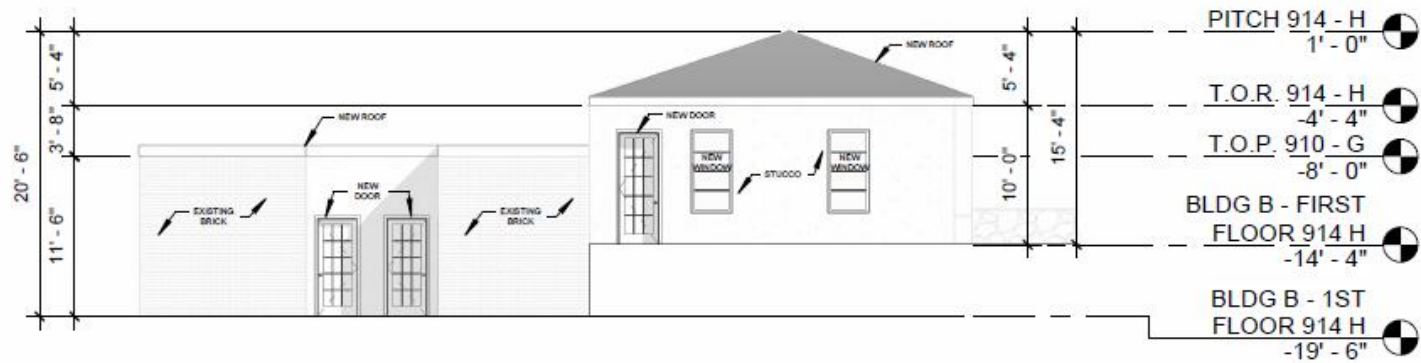 PITCH 914 - H
1' - 0"
5' - 4"
5' - 4"
NEW ROOF
T.O.R. 914 - H
-4' - 4"
NEW ROOF
NEW DOOR
3' - 8"
T.O.P. 910 - G
-8' - 0"
20' - 6"
15' - 4"
NEW
WINDOW
STUCCO
NEW
WINDOW
10' - 0"
NEW
DOOR
EXISTING
BRICK
EXISTING
BRICK
11' - 6"
BLDG B - FIRST
FLOOR 914 H
-14' - 4"
BLDG B - 1ST
FLOOR 914 H
-19' - 6"